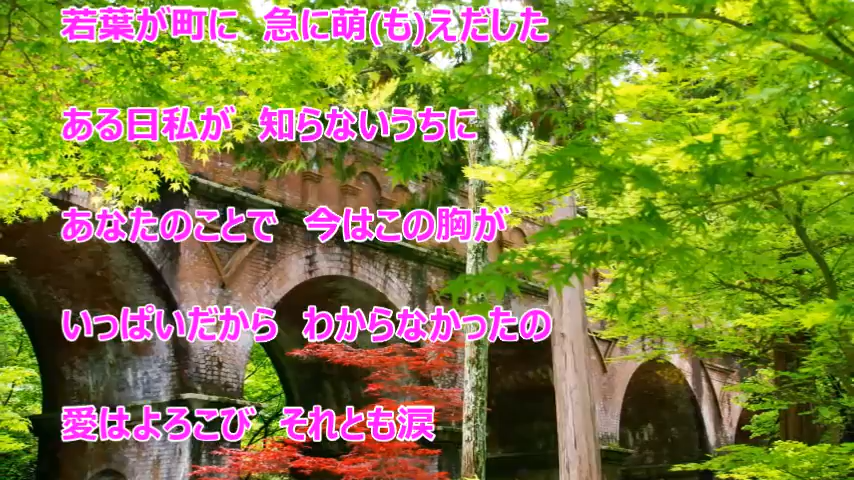 若葉が町に　急に萌(も)えだした
ある日私が　知らないうちに
あなたのことで　今はこの胸が
いっぱいだから　わからなかったの
愛はよろこび　それとも涙